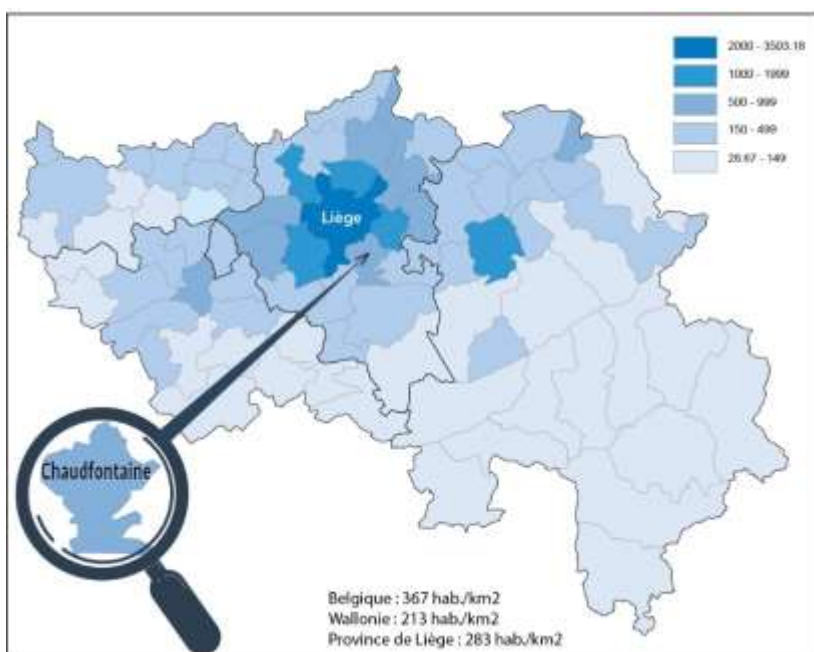 2000 - 3503.18
1000 - 1999
500 - 999
150 - 499
26.67 - 149
Liège
Chaudfontaine
Belgique : 367 hab./km2
Wallonie : 213 hab./km2
Province de Liège : 283 hab./km2